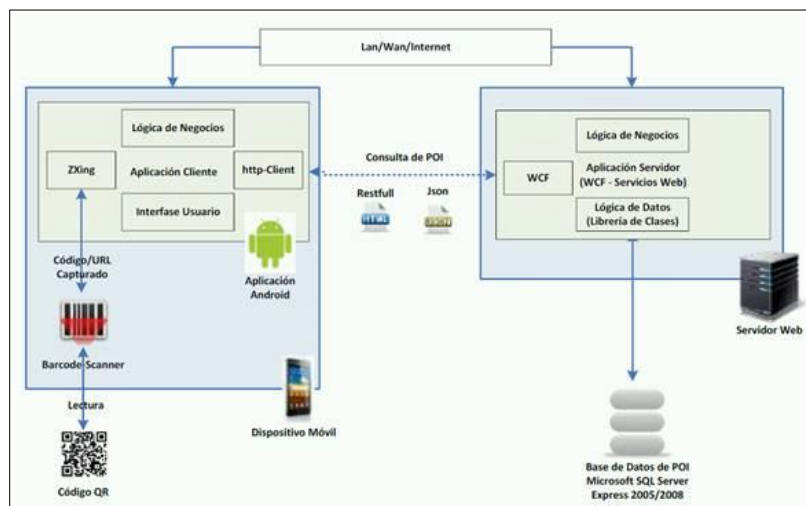 Lan/Wan/Internet
Lógica de Negocios
ZXing
Aplicación Cliente
http-Client
Interfase Usuario
Código/URL
Capturado
Aplicación
Android
Barcode Scanner
Lectura
Código QR
Dispositivo Móvil
Consulta de POI
Restfull
Json
HTML
JSON
Lógica de Negocios
WCF
Aplicación Servidor
(WCF - Servicios Web)
Lógica de Datos
(Librería de Clases)
Servidor Web
Base de Datos de POI
Microsoft SQL Server
Express 2005/2008